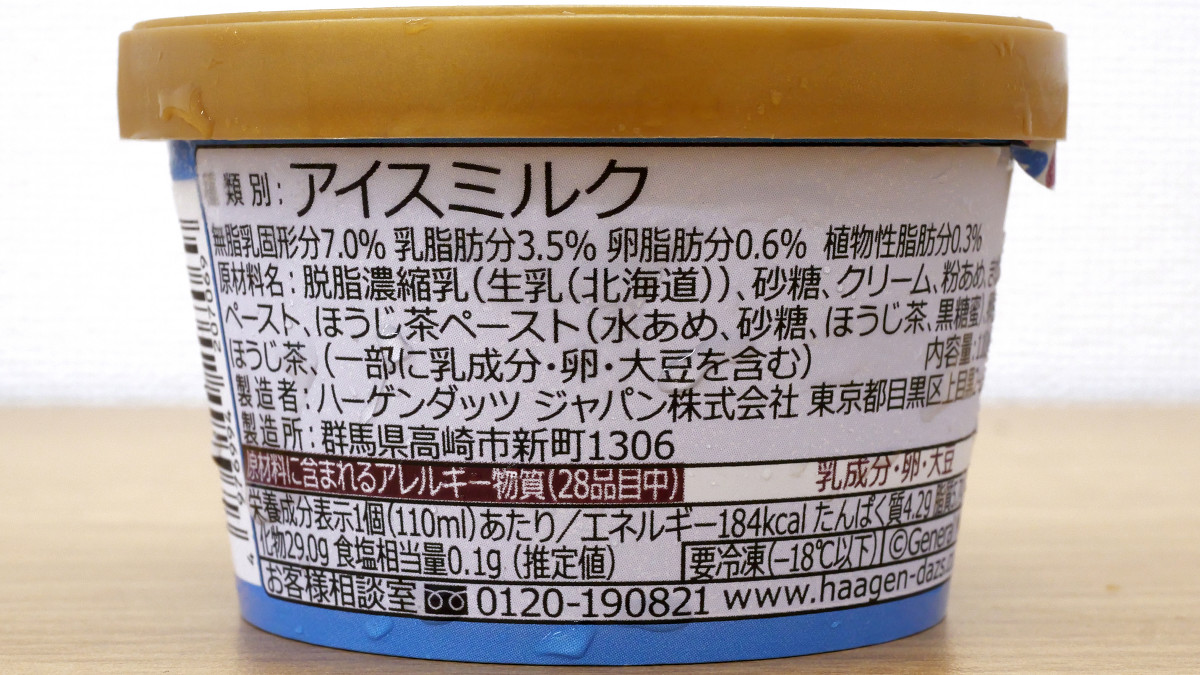 類別:アイスミルク
無脂乳固形分7.0% 乳脂肪分3.5% 卵脂肪分0.6% 植物性脂肪分0.3%
原材料名:脱脂濃縮乳(生乳(北海道))、砂糖、クリーム、粉あめ、
ペースト、ほうじ茶ペースト(水あめ、砂糖、ほうじ茶、黒糖蜜)、
ほうじ茶、(一部に乳成分・卵・大豆を含む) 内容量:
製造者:ハーゲンダッツ ジャパン株式会社 東京都目黒区上目黒
製造所:群馬県高崎市新町1306
原材料に含まれるアレルギー物質(28品目中) 乳成分・卵・大豆
栄養成分表示1個(110ml)あたり/エネルギー184kcal たんぱく質4.2g 脂質
化物29.0g 食塩相当量0.1g (推定値) 要冷凍(−18℃以下) ©General
お客様相談室 0120-190821 www.haagen-dazs.